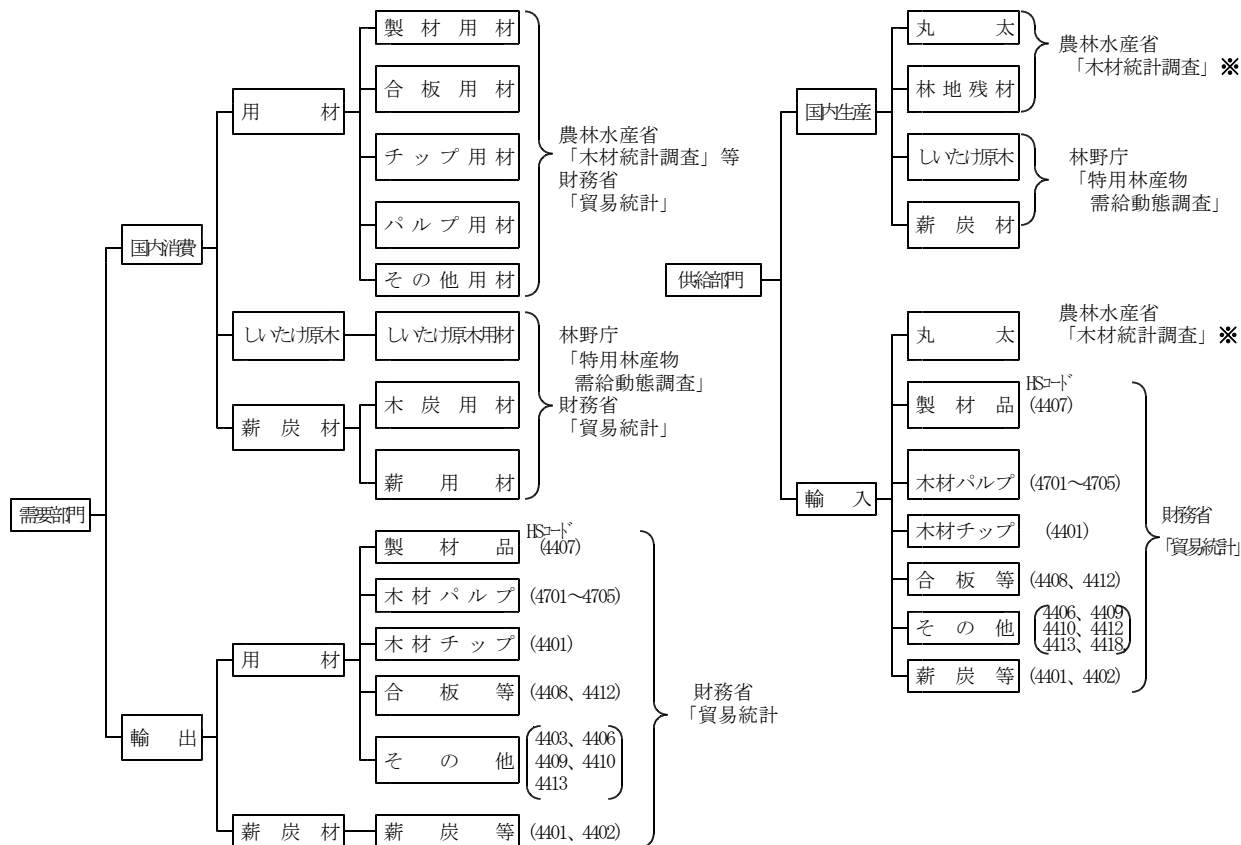 需要部門
国内消費
用材
製材用材
合板用材
チップ用材
パルプ用材
その他用材
農林水産省
「木材統計調査」等
財務省
「貿易統計」
しいたけ原木
しいたけ原木用材
薪炭材
木炭用材
薪用材
林野庁
「特用林産物
需給動態調査」
財務省
「貿易統計」
輸出
用材
HSコード
製材品 (4407)
木材パルプ (4701～4705)
木材チップ (4401)
合板等 (4408、4412)
その他
4403、4406
4409、4410
4413
薪炭材
薪炭等 (4401、4402)
財務省
「貿易統計
供給部門
国内生産
丸太
林地残材
農林水産省
「木材統計調査」※
しいたけ原木
薪炭材
林野庁
「特用林産物
需給動態調査」
輸入
丸太
農林水産省
「木材統計調査」※
HSコード
製材品 (4407)
木材パルプ (4701～4705)
木材チップ (4401)
合板等 (4408、4412)
その他
4406、4409
4410、4412
4413、4418
薪炭等 (4401、4402)
財務省
「貿易統計」